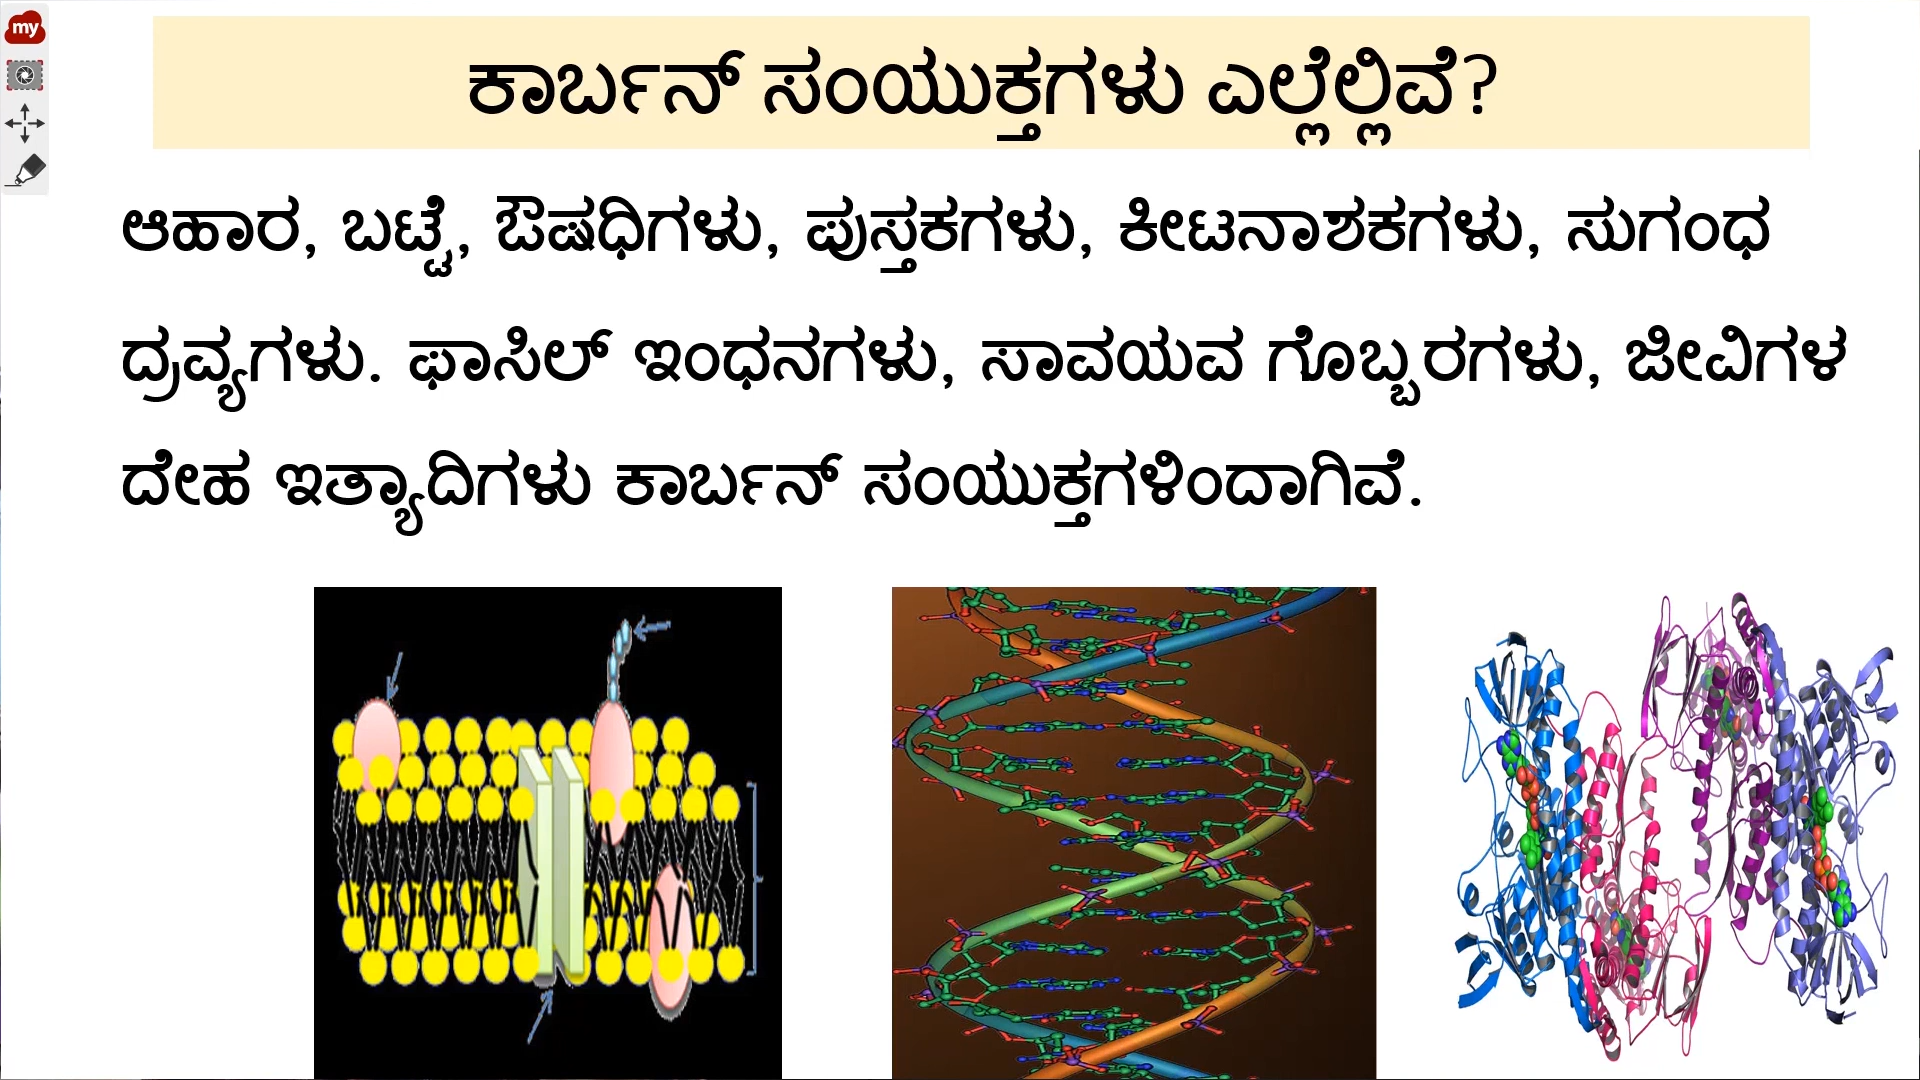 my
ಕಾರ್ಬನ್ ಸಂಯುಕ್ತಗಳು ಎಲ್ಲೆಲ್ಲಿವೆ?
ಆಹಾರ, ಬಟ್ಟೆ, ಔಷಧಿಗಳು, ಪುಸ್ತಕಗಳು, ಕೀಟನಾಶಕಗಳು, ಸುಗಂಧ
ದ್ರವ್ಯಗಳು. ಫಾಸಿಲ್ ಇಂಧನಗಳು, ಸಾವಯವ ಗೊಬ್ಬರಗಳು, ಜೀವಿಗಳ
ದೇಹ ಇತ್ಯಾದಿಗಳು ಕಾರ್ಬನ್ ಸಂಯುಕ್ತಗಳಿಂದಾಗಿವೆ.